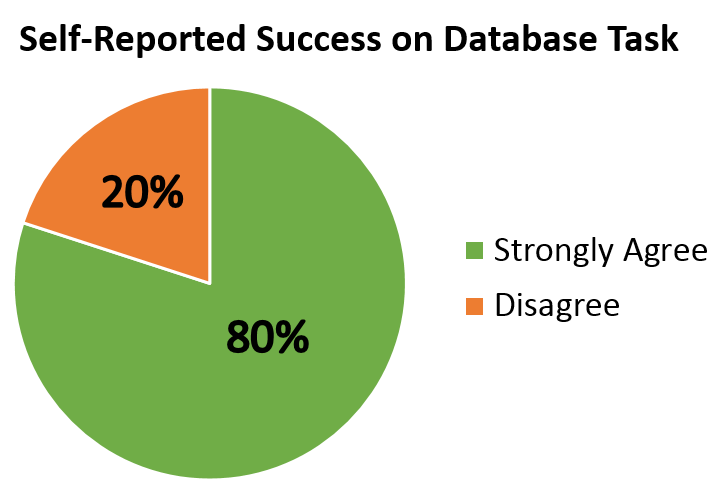 Self-Reported Success on Database Task
20%
80%
Strongly Agree
Disagree